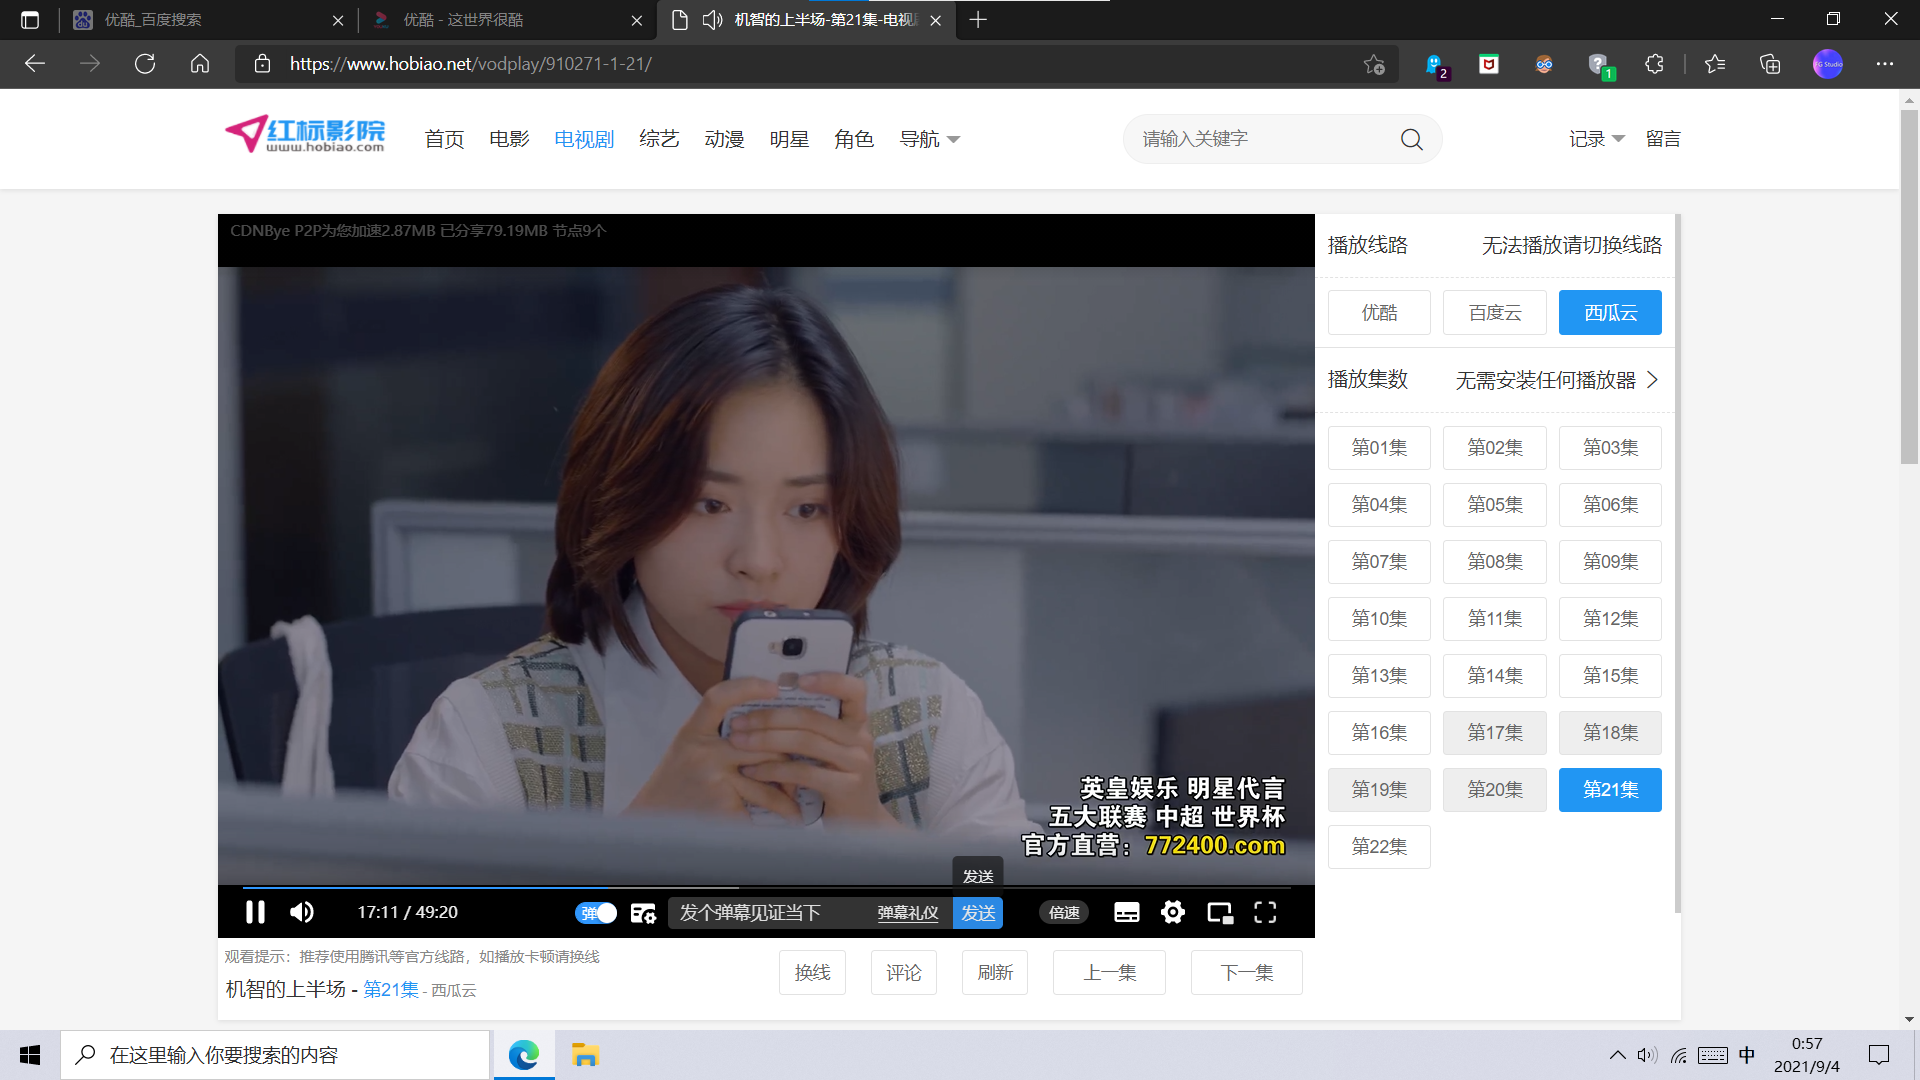 优酷_百度搜索
优酷 - 这世界很酷
机智的上半场-第21集-电视
https://www.hobiao.net/vodplay/910271-1-21/
2
1
FG Studio
红标影院
www.hobiao.com
首页 电影 电视剧 综艺 动漫 明星 角色 导航
请输入关键字
记录 留言
CDNBye P2P为您加速2.87MB 已分享79.19MB 节点9个
英皇娱乐 明星代言
五大联赛 中超 世界杯
官方直营：772400.com
发送
17:11 / 49:20
弹
发个弹幕见证当下
弹幕礼仪
发送
倍速
观看提示：推荐使用腾讯等官方线路，如播放卡顿请换线
机智的上半场 - 第21集 - 西瓜云
换线 评论 刷新 上一集 下一集
播放线路 无法播放请切换线路
优酷 百度云 西瓜云
播放集数 无需安装任何播放器
第01集 第02集 第03集
第04集 第05集 第06集
第07集 第08集 第09集
第10集 第11集 第12集
第13集 第14集 第15集
第16集 第17集 第18集
第19集 第20集 第21集
第22集
在这里输入你要搜索的内容
中
0:57
2021/9/4